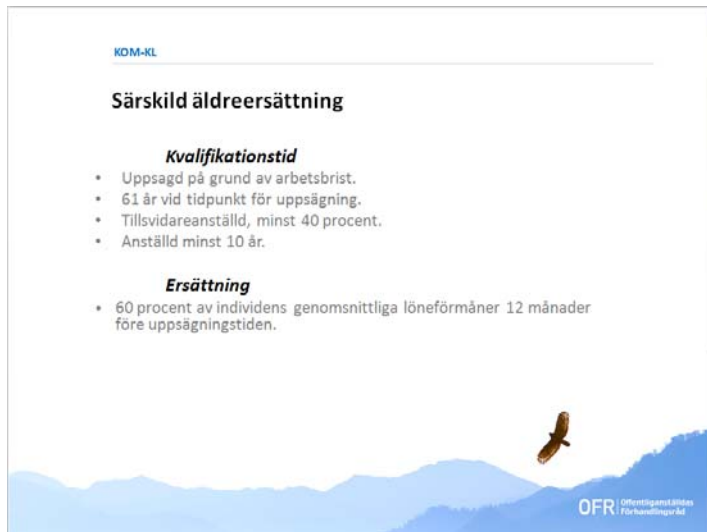 KOM-KL
Särskild äldreersättning
Kvalifikationstid
• Uppsagd på grund av arbetsbrist.
• 61 år vid tidpunkt för uppsägning.
• Tillsvidareanställd, minst 40 procent.
• Anställd minst 10 år.
Ersättning
• 60 procent av individens genomsnittliga löneförmåner 12 månader
före uppsägningstiden.
OFR Offentliganställdas
Förhandlingsråd